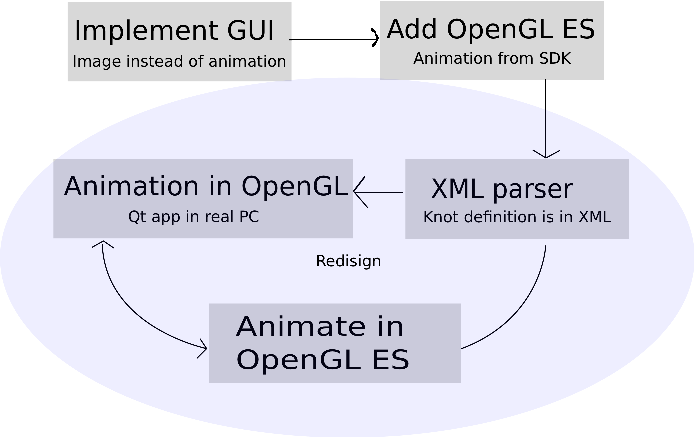 Implement GUI
Image instead of animation
Add OpenGL ES
Animation from SDK
Animation in OpenGL
Qt app in real PC
XML parser
Knot definition is in XML
Redisign
Animate in
OpenGL ES